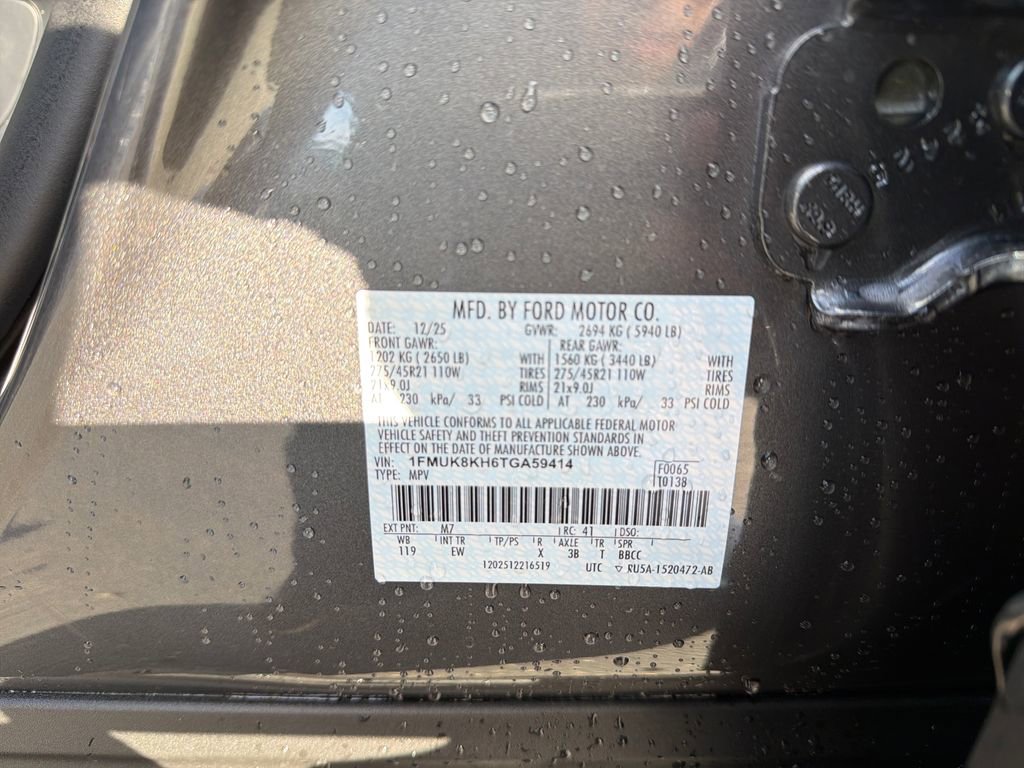 MFD. BY FORD MOTOR CO.
DATE: 12/25 GVWR: 2694 KG ( 5940 LB)
FRONT GAWR: REAR GAWR:
1202 KG ( 2650 LB) WITH 1560 KG ( 3440 LB) WITH
275/45R21 110W TIRES 275/45R21 110W TIRES
21x9.0J RIMS 21x9.0J RIMS
AT 230 kPa/ 33 PSI COLD AT 230 kPa/ 33 PSI COLD
THIS VEHICLE CONFORMS TO ALL APPLICABLE FEDERAL MOTOR
VEHICLE SAFETY AND THEFT PREVENTION STANDARDS IN
EFFECT ON THE DATE OF MANUFACTURE SHOWN ABOVE.
VIN: 1FMUK8KH6TGA59414 F0065
TYPE: MPV T0138
EXT PNT: M7 RC: 41 DSO:
WB INT TR TP/PS R AXLE TR SPR
119 EW X 3B T BBCC
1202512216519 UTC ▽ RU5A-1520472-AB